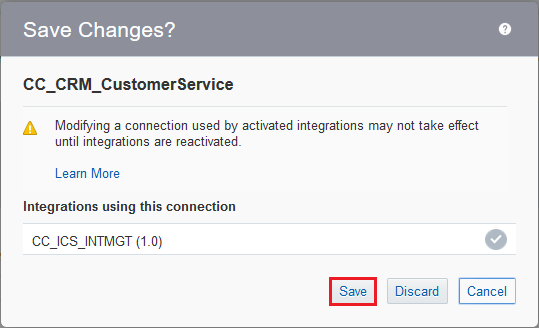 Save Changes?
?
CC_CRM_CustomerService
Modifying a connection used by activated integrations may not take effect
until integrations are reactivated.
Learn More
Integrations using this connection
CC_ICS_INTMGT (1.0)
Save Discard Cancel